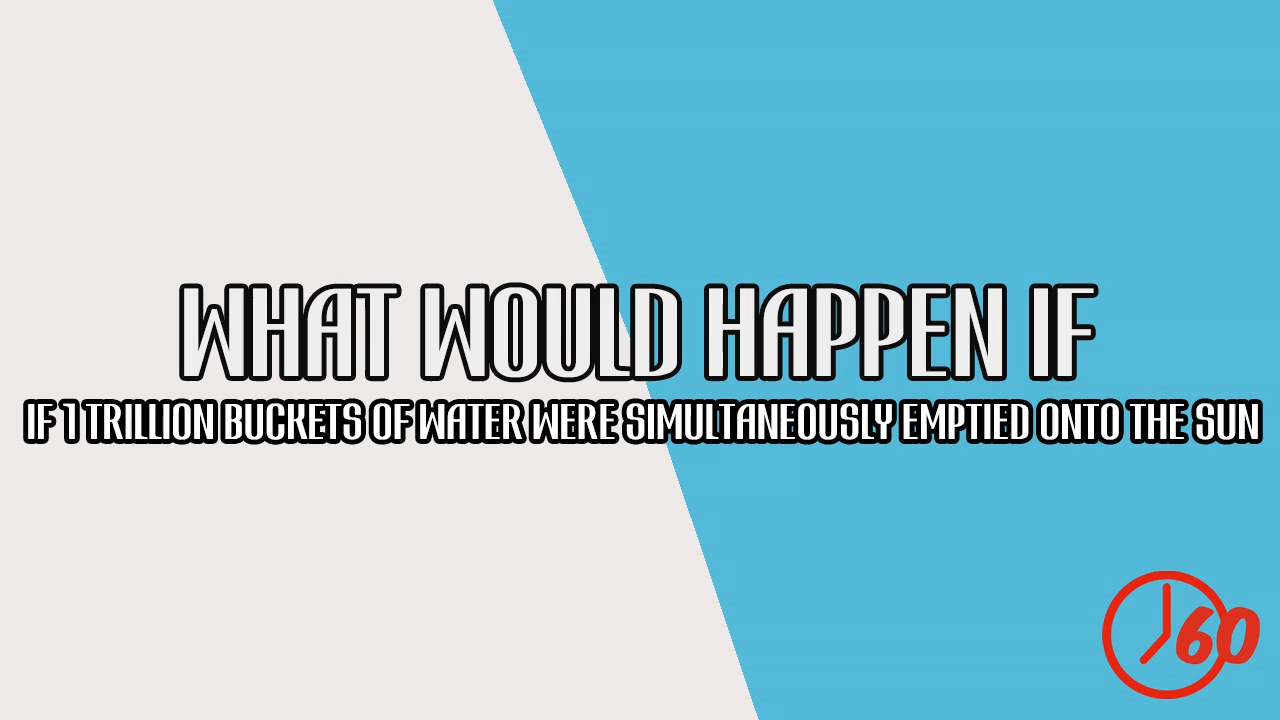 WHAT WOULD HAPPEN IF
IF 1 TRILLION BUCKETS OF WATER WERE SIMULTANEOUSLY EMPTIED ONTO THE SUN
60